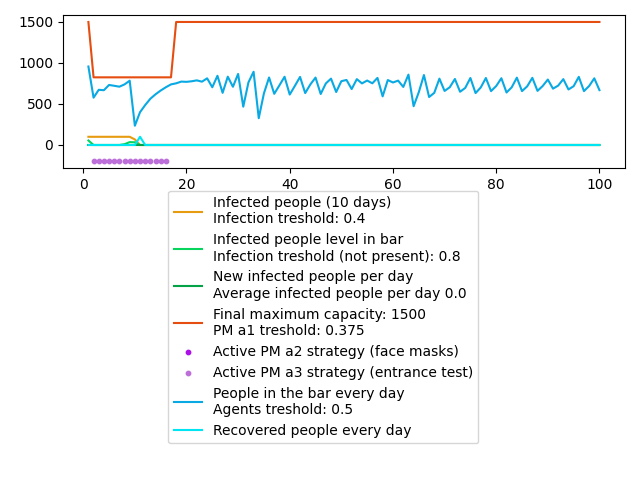 1500
1000
500
0
0
20
40
60
80
100
Infected people (10 days)
Infection treshold: 0.4
Infected people level in bar
Infection treshold (not present): 0.8
New infected people per day
Average infected people per day 0.0
Final maximum capacity: 1500
PM a1 treshold: 0.375
Active PM a2 strategy (face masks)
Active PM a3 strategy (entrance test)
People in the bar every day
Agents treshold: 0.5
Recovered people every day